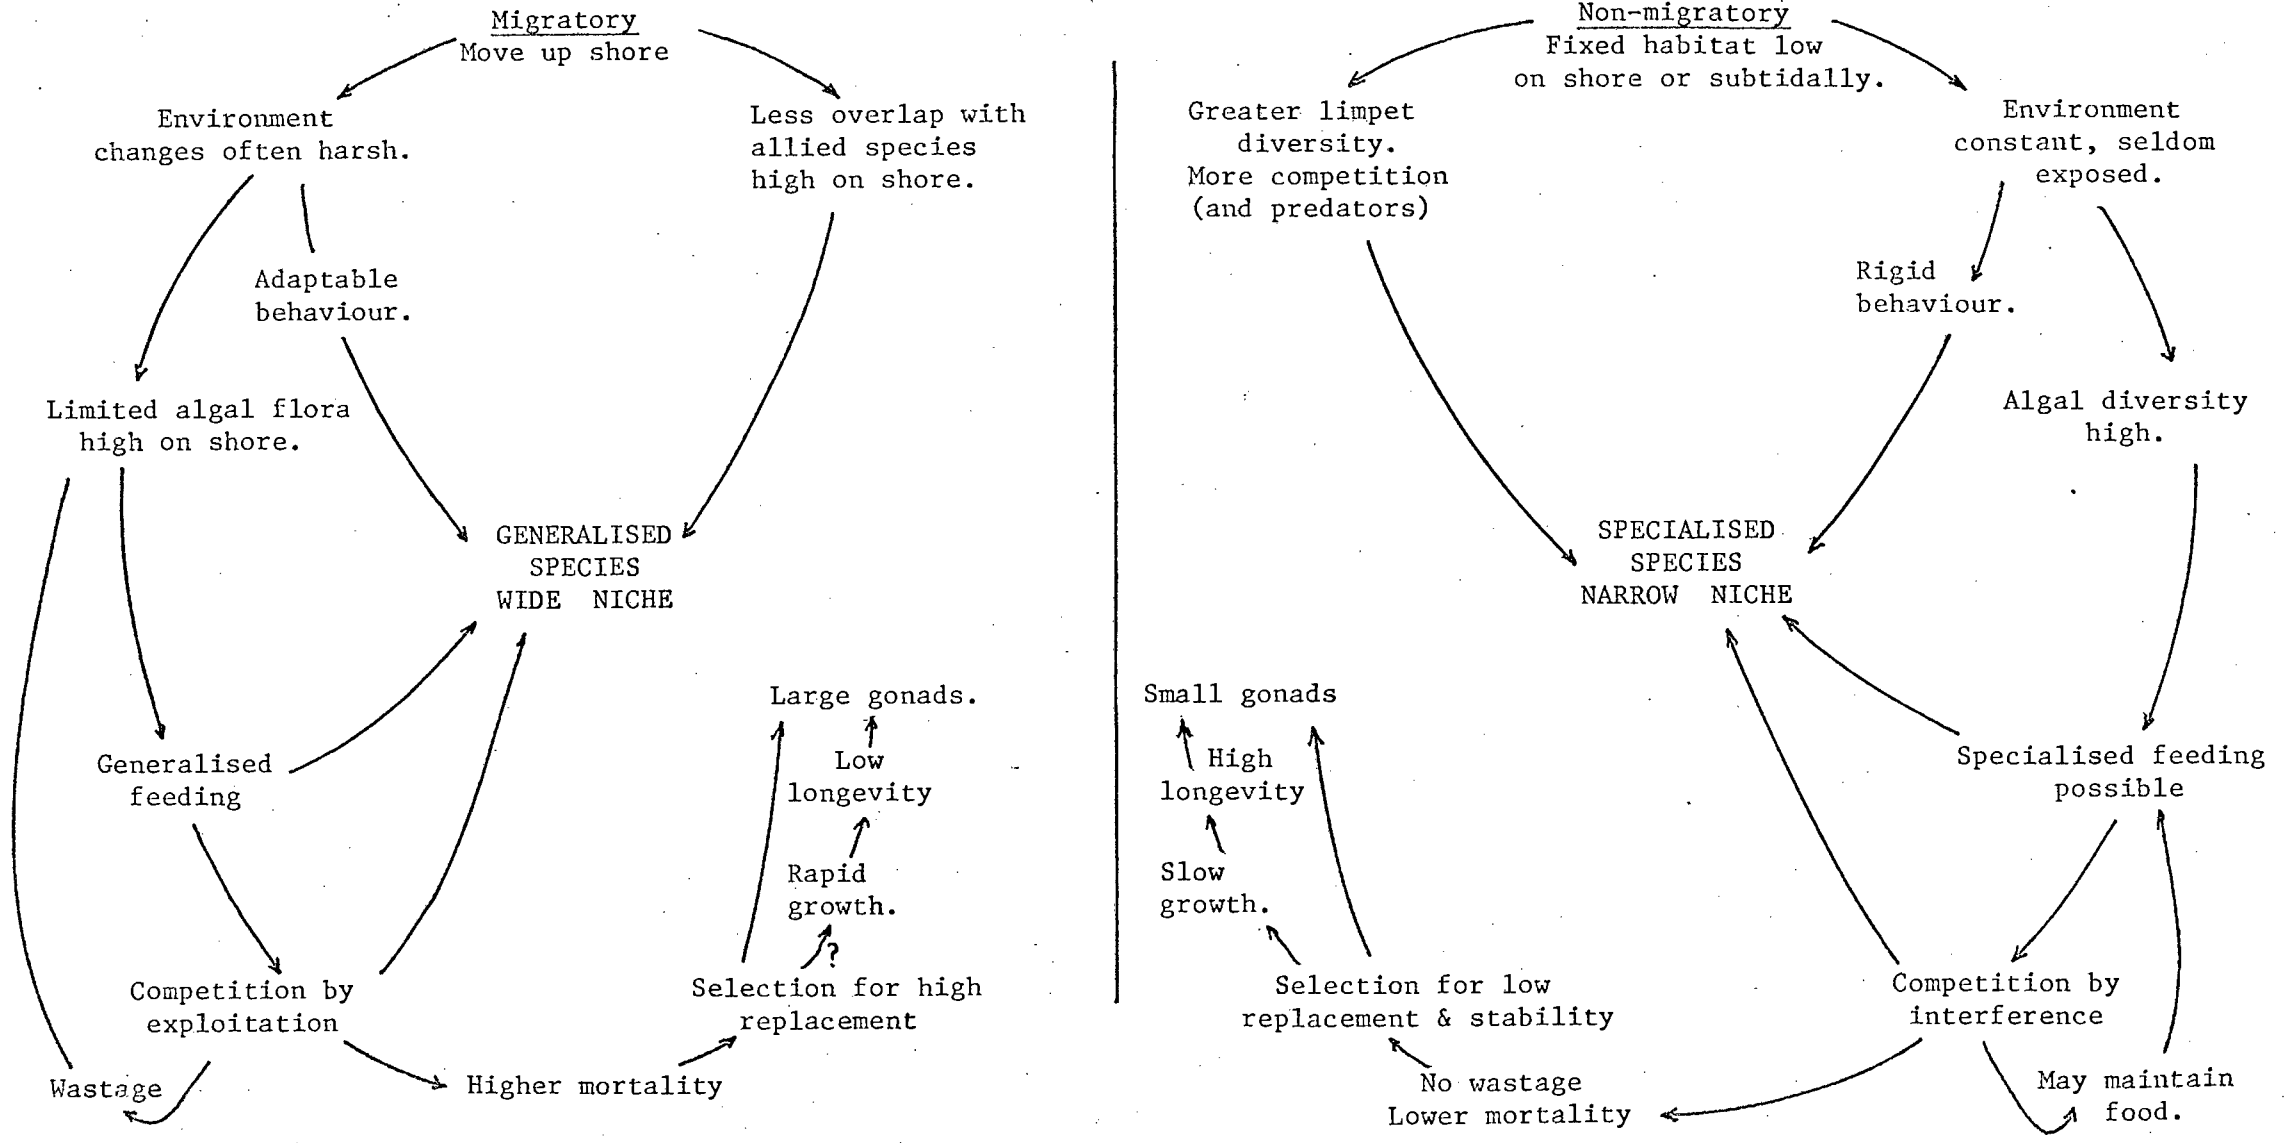 Migratory
Move up shore
Environment
changes often harsh.
Less overlap with
allied species
high on shore.
Adaptable
behaviour.
Limited algal flora
high on shore.
GENERALISED
SPECIES
WIDE NICHE
Large gonads.
Low
longevity
Generalised
feeding
Rapid
growth.
?
Competition by
exploitation
Selection for high
replacement
Wastage
Higher mortality
Non-migratory
Fixed habitat low
on shore or subtidally.
Greater limpet
diversity.
More competition
(and predators)
Environment
constant, seldom
exposed.
Rigid
behaviour.
Algal diversity
high.
SPECIALISED
SPECIES
NARROW NICHE
Small gonads
High
longevity
Specialised feeding
possible
Slow
growth.
Selection for low
replacement & stability
Competition by
interference
No wastage
Lower mortality
May maintain
food.